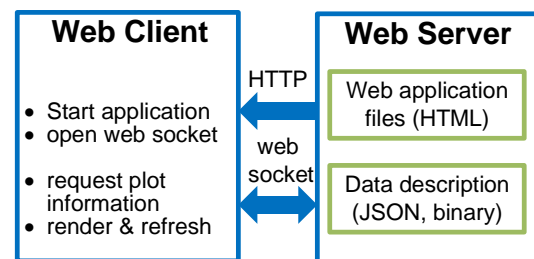 Web Client
• Start application
• open web socket
• request plot
information
• render & refresh
HTTP
web
socket
Web Server
Web application
files (HTML)
Data description
(JSON, binary)